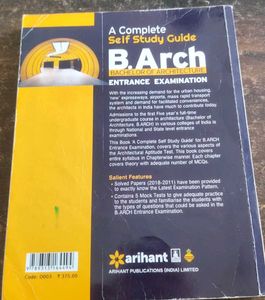 A Complete
Self Study Guide
B.Arch
BACHELOR OF ARCHITECTURE
ENTRANCE EXAMINATION
With the increasing demand for the urban housing,
new expressways, airports, mass rapid transport
system and demand for facilitated conveniences,
the architects in India have much to contribute today.
Admissions to the first Five year's full-time
undergraduate course in architecture (Bachelor of
Architecture, B.ARCH) in various colleges of India is
through National and State level entrance
examinations.
This Book 'A Complete Self Study Guide' for B.ARCH
Entrance Examination, covers the various aspects of
the Architectural Aptitude Test. This book covers
entire syllabus in Chapterwise Manner. Each chapter
covers theory with adequate number of MCQs.
Salient Features
• Solved Papers (2018-2011) have been provided
to exactly know the Latest Examination Pattern.
• Contains 5 Mock Tests to give adequate practice
to the students and familiarise the students with
the types of questions that could be asked in the
B.ARCH Entrance Examination.
Code: D003 ₹ 375.00
arihant
ARIHANT PUBLICATIONS (INDIA) LIMITED